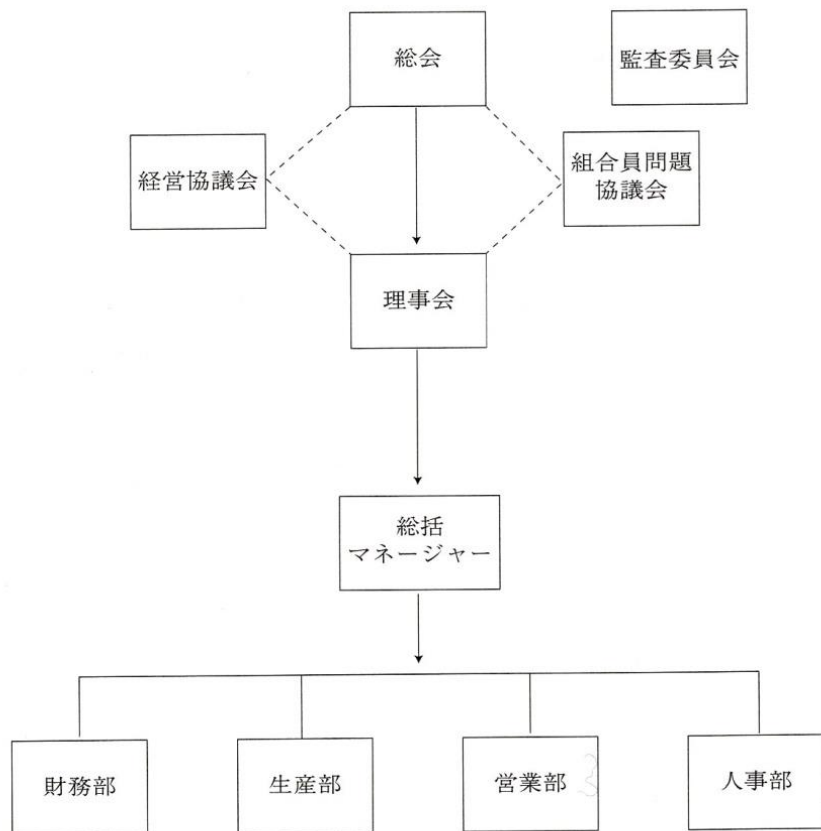 総会
監査委員会
経営協議会
組合員問題
協議会
理事会
総括
マネージャー
財務部
生産部
営業部
人事部